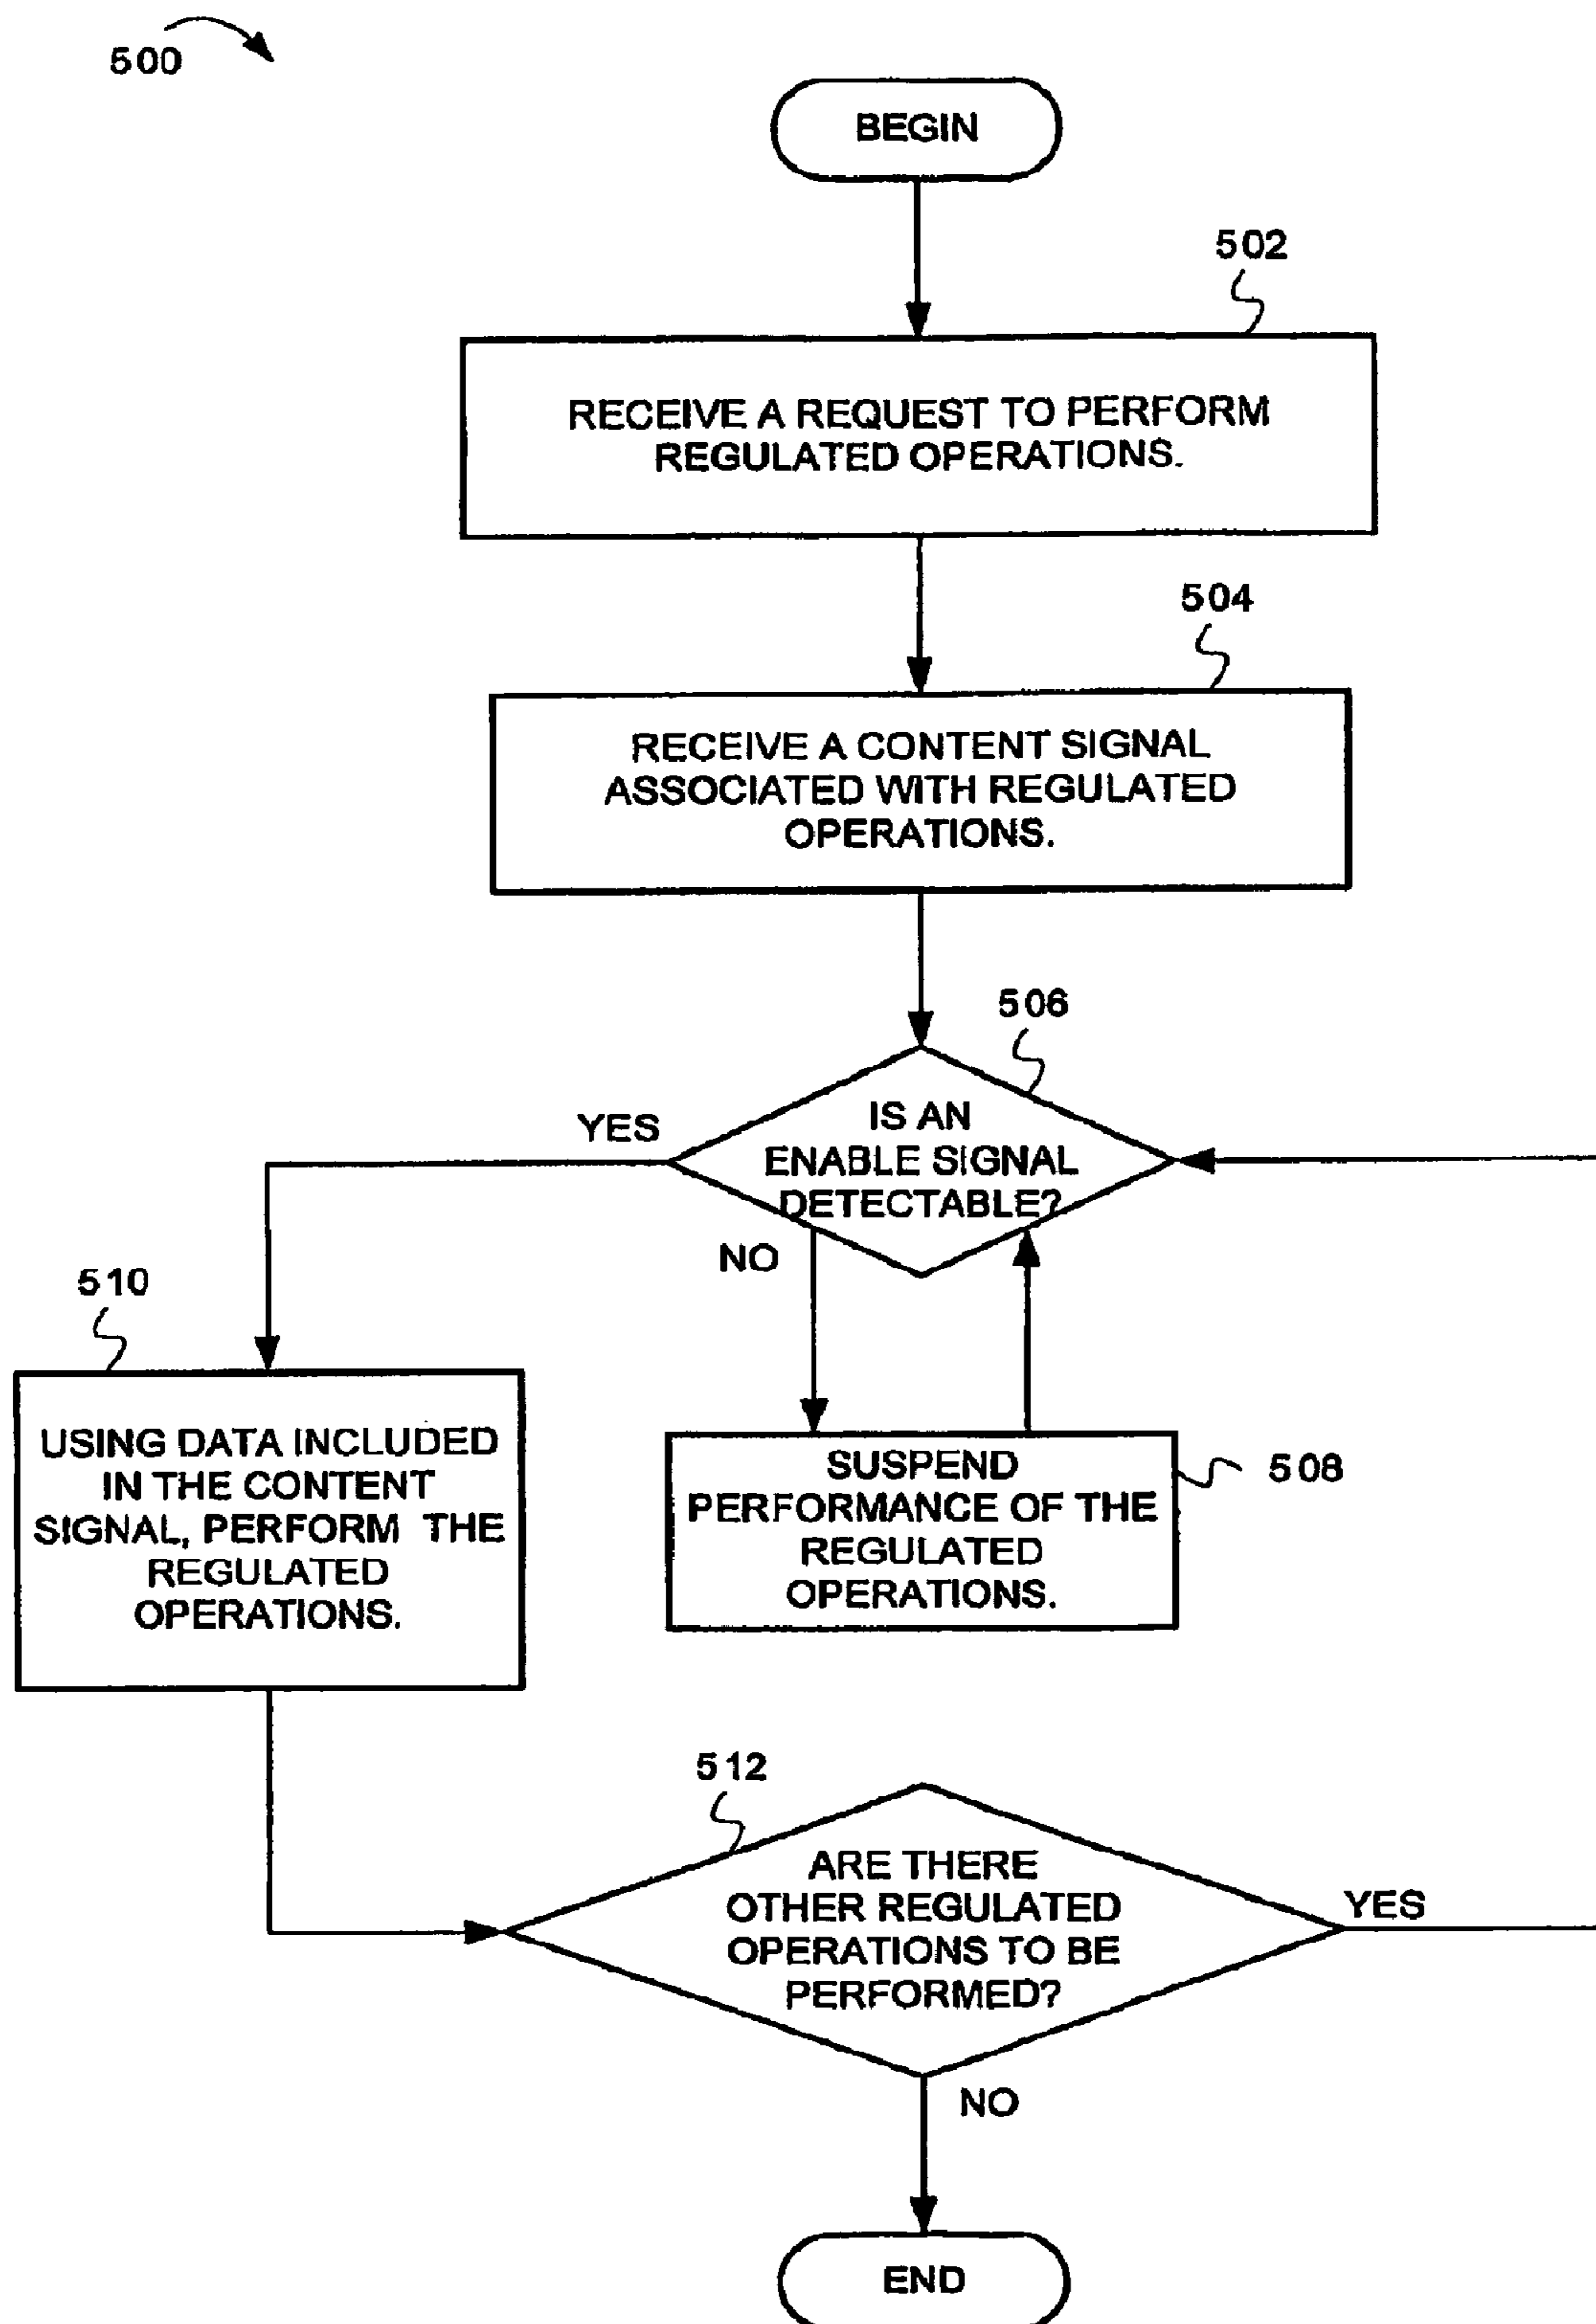 500
BEGIN
502
RECEIVE A REQUEST TO PERFORM
REGULATED OPERATIONS.
504
RECEIVE A CONTENT SIGNAL
ASSOCIATED WITH REGULATED
OPERATIONS.
506
IS AN
ENABLE SIGNAL
DETECTABLE?
YES
NO
510
USING DATA INCLUDED
IN THE CONTENT
SIGNAL, PERFORM THE
REGULATED
OPERATIONS.
508
SUSPEND
PERFORMANCE OF THE
REGULATED
OPERATIONS.
512
ARE THERE
OTHER REGULATED
OPERATIONS TO BE
PERFORMED?
YES
NO
END